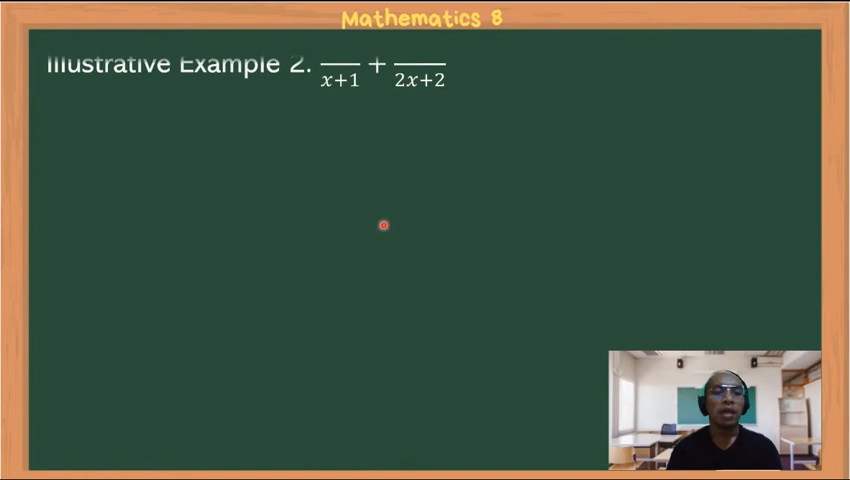 Mathematics 8
Illustrative Example 2. x+1 + 2x+2